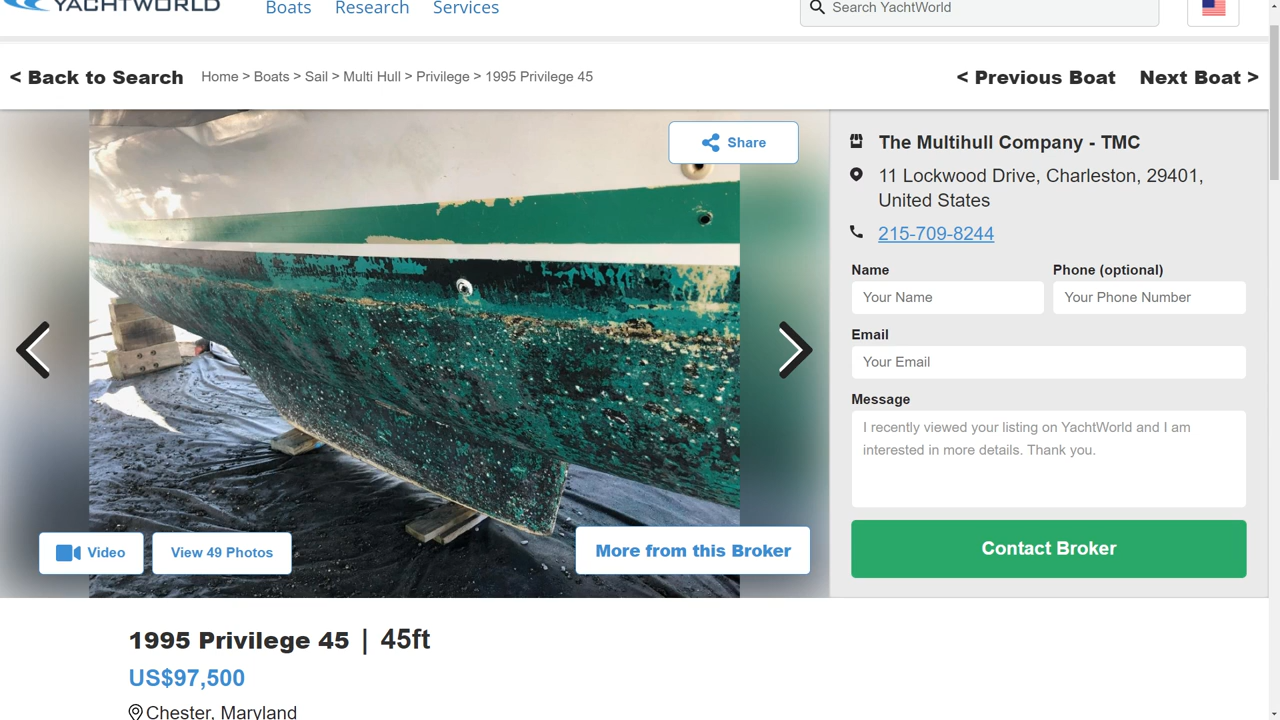 YACHTWORLD
Boats Research Services
Search YachtWorld
< Back to Search
Home > Boats > Sail > Multi Hull > Privilege > 1995 Privilege 45
< Previous Boat Next Boat >
Share
The Multihull Company - TMC
11 Lockwood Drive, Charleston, 29401,
United States
215-709-8244
Name Phone (optional)
Your Name Your Phone Number
Email
Your Email
Message
I recently viewed your listing on YachtWorld and I am
interested in more details. Thank you.
Contact Broker
Video View 49 Photos
More from this Broker
1995 Privilege 45 | 45ft
US$97,500
Chester, Maryland